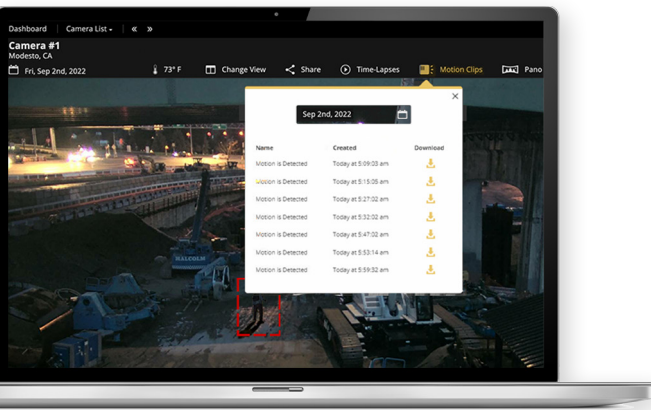 Dashboard Camera List « »
Camera #1
Modesto, CA
Fri, Sep 2nd, 2022 73° F Change View Share Time-Lapses Motion Clips Pano
Sep 2nd, 2022
Name Created Download
Motion is Detected Today at 5:09:03 am
Motion is Detected Today at 5:15:05 am
Motion is Detected Today at 5:27:02 am
Motion is Detected Today at 5:32:02 am
Motion is Detected Today at 5:47:02 am
Motion is Detected Today at 5:53:14 am
Motion is Detected Today at 5:59:32 am
MALCOLM